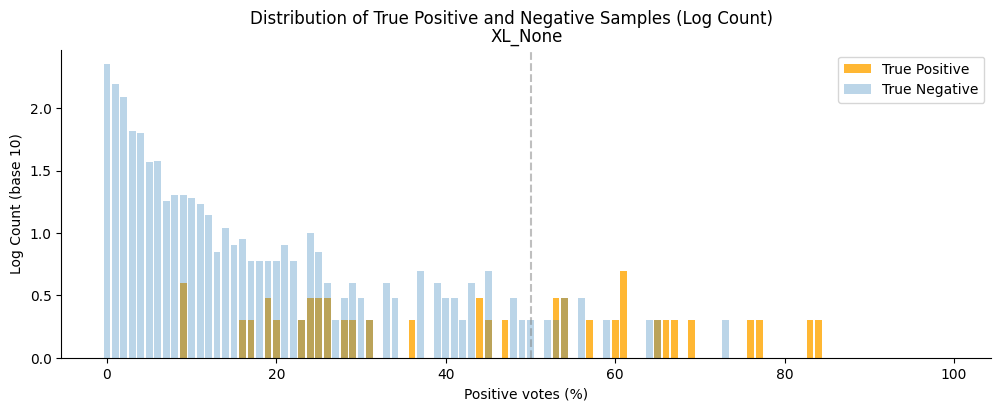 Distribution of True Positive and Negative Samples (Log Count)
XL_None
True Positive
True Negative
Log Count (base 10)
2.0
1.5
1.0
0.5
0.0
0 20 40 60 80 100
Positive votes (%)